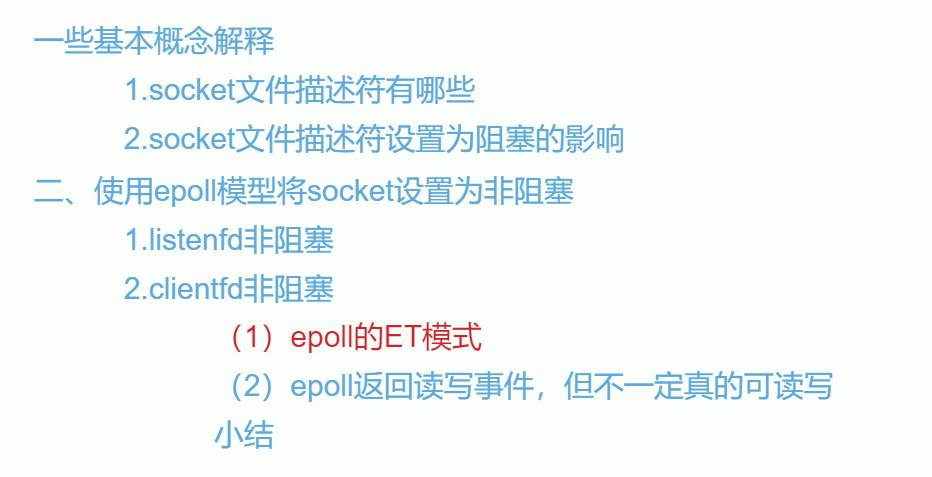 一些基本概念解释
1.socket文件描述符有哪些
2.socket文件描述符设置为阻塞的影响
二、使用epoll模型将socket设置为非阻塞
1.listenfd非阻塞
2.clientfd非阻塞
（1）epoll的ET模式
（2）epoll返回读写事件，但不一定真的可读写
小结